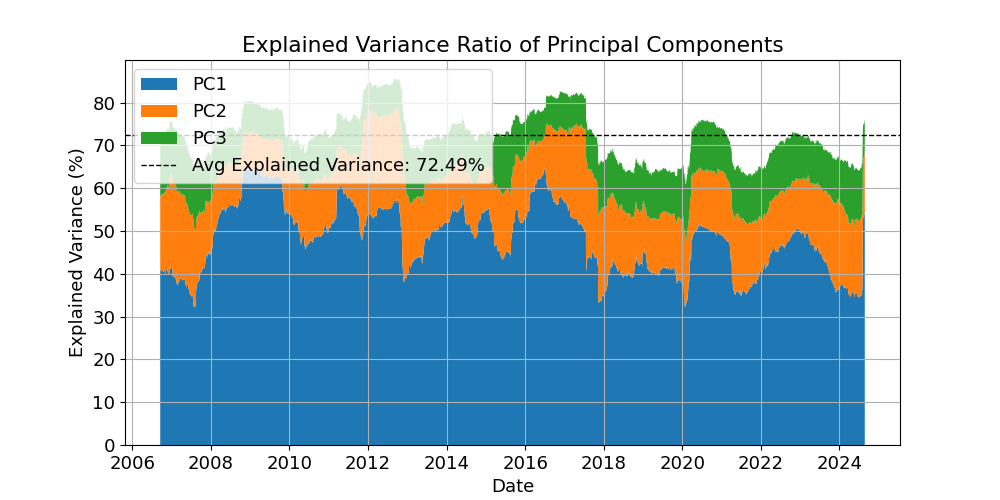 Explained Variance Ratio of Principal Components
PC1
PC2
PC3
Avg Explained Variance: 72.49%
Explained Variance (%)
80
70
60
50
40
30
20
10
0
2006 2008 2010 2012 2014 2016 2018 2020 2022 2024
Date